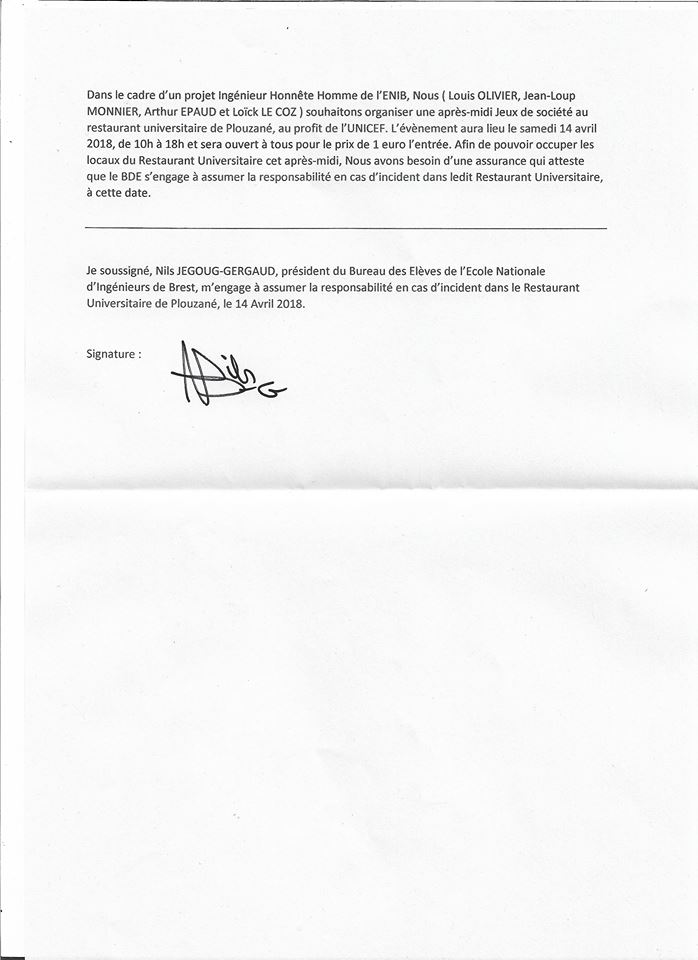 Dans le cadre d’un projet Ingénieur Honnête Homme de l’ENIB, Nous ( Louis OLIVIER, Jean-Loup
MONNIER, Arthur EPAUD et Loïck LE COZ ) souhaitons organiser une après-midi Jeux de société au
restaurant universitaire de Plouzané, au profit de l’UNICEF. L’évènement aura lieu le samedi 14 avril
2018, de 10h à 18h et sera ouvert à tous pour le prix de 1 euro l’entrée. Afin de pouvoir occuper les
locaux du Restaurant Universitaire cet après-midi, Nous avons besoin d’une assurance qui atteste
que le BDE s’engage à assumer la responsabilité en cas d’incident dans ledit Restaurant Universitaire,
à cette date.
Je soussigné, Nils JEGOUG-GERGAUD, président du Bureau des Elèves de l’Ecole Nationale
d’Ingénieurs de Brest, m’engage à assumer la responsabilité en cas d’incident dans le Restaurant
Universitaire de Plouzané, le 14 Avril 2018.
Signature :